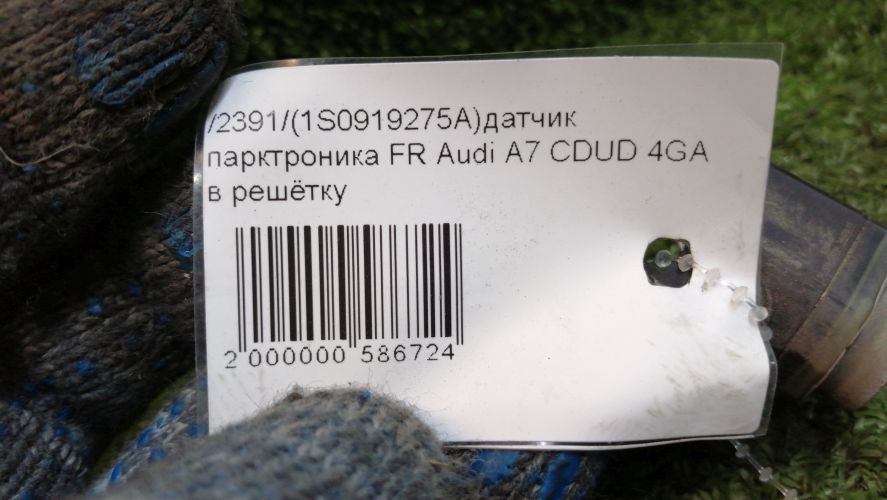 /2391/(1S0919275A)датчик
парктроника FR Audi A7 CDUD 4GA
в решётку
2 000000 586724